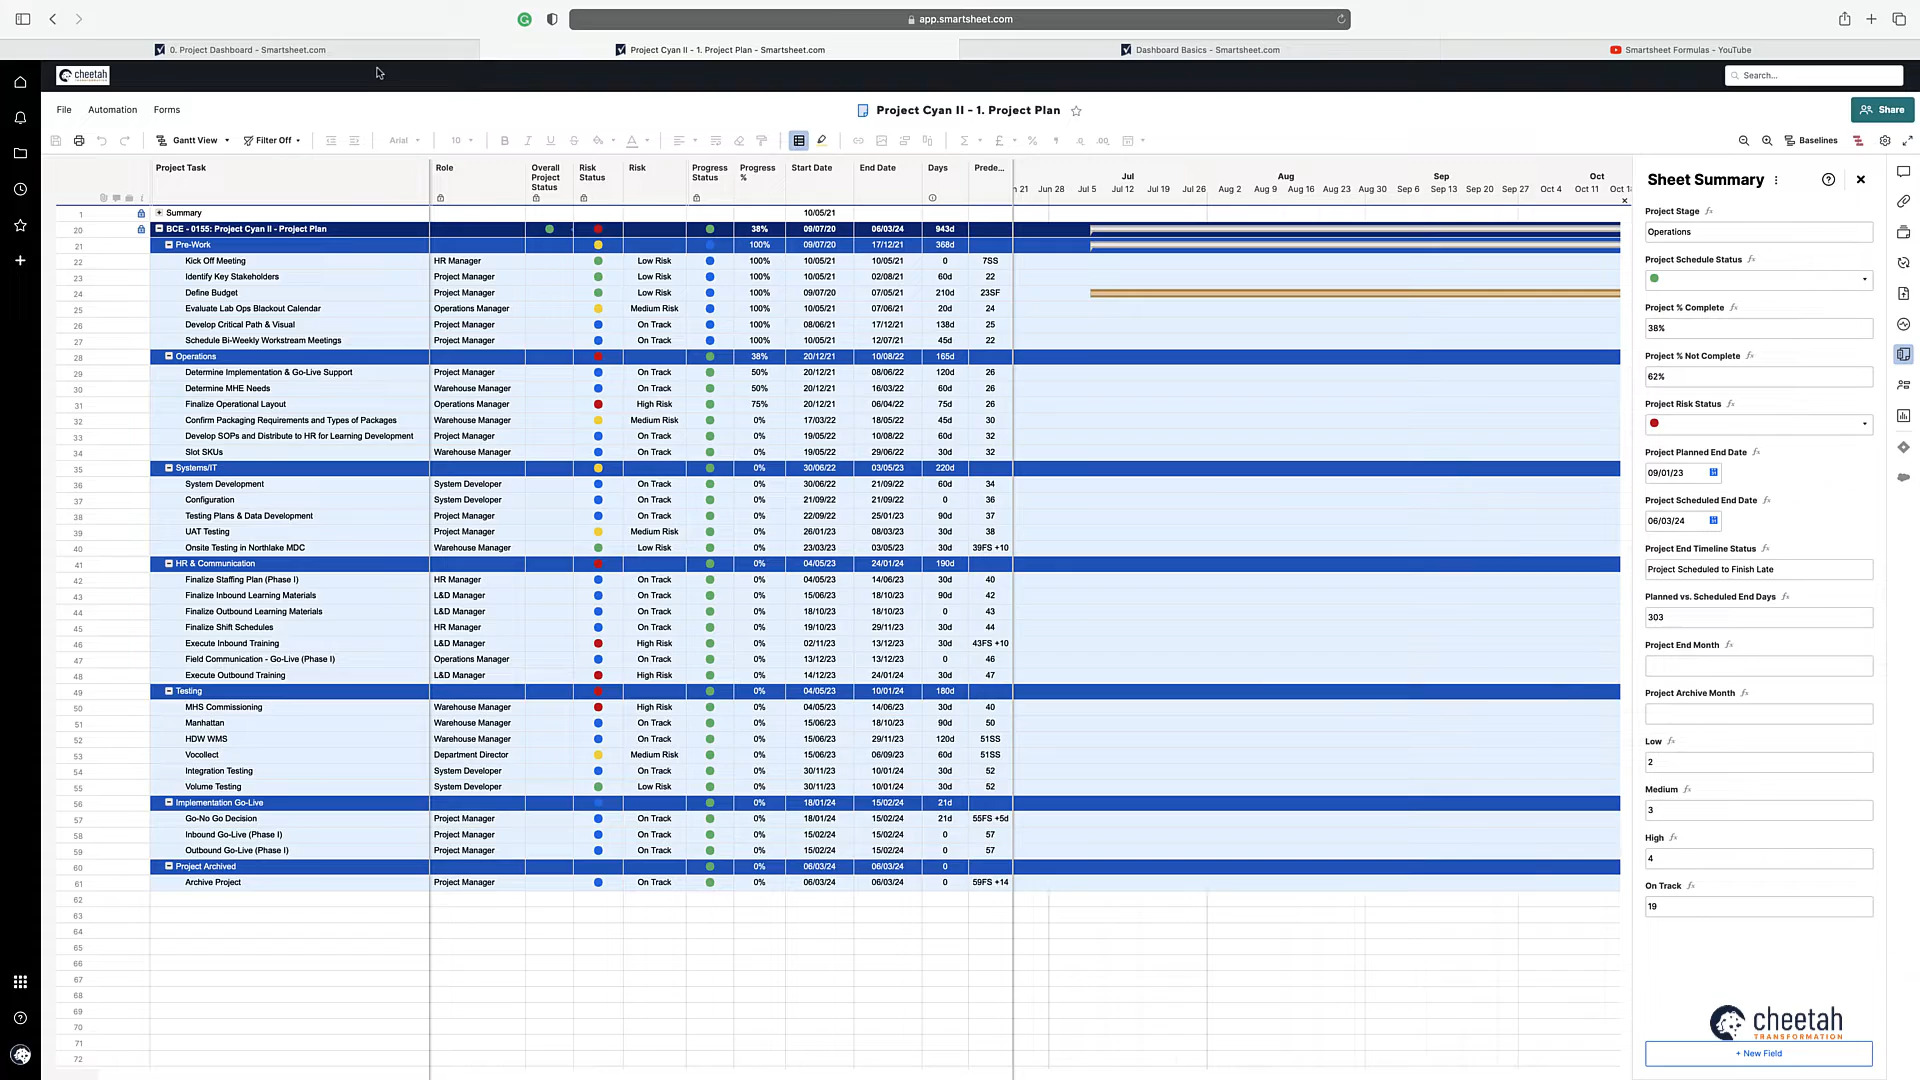 app.smartsheet.com
0. Project Dashboard - Smartsheet.com
Project Cyan II - 1. Project Plan - Smartsheet.com
Dashboard Basics - Smartsheet.com
Smartsheet Formulas - YouTube
cheetah
Search...
File Automation Forms
Project Cyan II - 1. Project Plan
Share
Gantt View Filter Off Arial 10 Baselines
Project Task Role Overall Project Status Risk Status Risk Progress Status Progress % Start Date End Date Days Prede...
Jul Aug Sep Oct
n 21 Jun 28 Jul 5 Jul 12 Jul 19 Jul 26 Aug 2 Aug 9 Aug 16 Aug 23 Aug 30 Sep 6 Sep 13 Sep 20 Sep 27 Oct 4 Oct 11 Oct 18
1 Summary 10/05/21
20 BCE - 0155: Project Cyan II - Project Plan 38% 09/07/20 06/03/24 943d
21 Pre-Work 100% 09/07/20 17/12/21 368d
22 Kick Off Meeting HR Manager Low Risk 100% 10/05/21 10/05/21 0 7SS
23 Identify Key Stakeholders Project Manager Low Risk 100% 10/05/21 02/08/21 60d 22
24 Define Budget Project Manager Low Risk 100% 09/07/20 07/05/21 210d 23SF
25 Evaluate Lab Ops Blackout Calendar Operations Manager Medium Risk 100% 10/05/21 07/06/21 20d 24
26 Develop Critical Path & Visual Project Manager On Track 100% 08/06/21 17/12/21 138d 25
27 Schedule Bi-Weekly Workstream Meetings Project Manager On Track 100% 10/05/21 12/07/21 45d 22
28 Operations 38% 20/12/21 10/08/22 165d
29 Determine Implementation & Go-Live Support Project Manager On Track 50% 20/12/21 08/06/22 120d 26
30 Determine MHE Needs Warehouse Manager On Track 50% 20/12/21 16/03/22 60d 26
31 Finalize Operational Layout Operations Manager High Risk 75% 20/12/21 06/04/22 75d 26
32 Confirm Packaging Requirements and Types of Packages Warehouse Manager Medium Risk 0% 17/03/22 18/05/22 45d 30
33 Develop SOPs and Distribute to HR for Learning Development Project Manager On Track 0% 19/05/22 10/08/22 60d 32
34 Slot SKUs Warehouse Manager On Track 0% 19/05/22 29/06/22 30d 32
35 Systems/IT 0% 30/06/22 03/05/23 220d
36 System Development System Developer On Track 0% 30/06/22 21/09/22 60d 34
37 Configuration System Developer On Track 0% 21/09/22 21/09/22 0 36
38 Testing Plans & Data Development Project Manager On Track 0% 22/09/22 25/01/23 90d 37
39 UAT Testing Project Manager Medium Risk 0% 26/01/23 08/03/23 30d 38
40 Onsite Testing in Northlake MDC Warehouse Manager Low Risk 0% 23/03/23 03/05/23 30d 39FS +10
41 HR & Communication 0% 04/05/23 24/01/24 190d
42 Finalize Staffing Plan (Phase I) HR Manager On Track 0% 04/05/23 14/06/23 30d 40
43 Finalize Inbound Learning Materials L&D Manager On Track 0% 15/06/23 18/10/23 90d 42
44 Finalize Outbound Learning Materials L&D Manager On Track 0% 18/10/23 18/10/23 0 43
45 Finalize Shift Schedules HR Manager On Track 0% 19/10/23 29/11/23 30d 44
46 Execute Inbound Training L&D Manager High Risk 0% 02/11/23 13/12/23 30d 43FS +10
47 Field Communication - Go-Live (Phase I) Operations Manager On Track 0% 13/12/23 13/12/23 0 46
48 Execute Outbound Training L&D Manager High Risk 0% 14/12/23 24/01/24 30d 47
49 Testing 0% 04/05/23 10/01/24 180d
50 MHS Commissioning Warehouse Manager High Risk 0% 04/05/23 14/06/23 30d 40
51 Manhattan Warehouse Manager On Track 0% 15/06/23 18/10/23 90d 50
52 HDW WMS Warehouse Manager On Track 0% 15/06/23 29/11/23 120d 51SS
53 Vocollect Department Director Medium Risk 0% 15/06/23 06/09/23 60d 51SS
54 Integration Testing System Developer On Track 0% 30/11/23 10/01/24 30d 52
55 Volume Testing System Developer Low Risk 0% 30/11/23 10/01/24 30d 52
56 Implementation Go-Live 0% 18/01/24 15/02/24 21d
57 Go-No Go Decision Project Manager On Track 0% 18/01/24 15/02/24 21d 55FS +5d
58 Inbound Go-Live (Phase I) Project Manager On Track 0% 15/02/24 15/02/24 0 57
59 Outbound Go-Live (Phase I) Project Manager On Track 0% 15/02/24 15/02/24 0 57
60 Project Archived 0% 06/03/24 06/03/24 0
61 Archive Project Project Manager On Track 0% 06/03/24 06/03/24 0 59FS +14
62
63
64
65
66
67
68
69
70
71
72
Sheet Summary
Project Stage fx
Operations
Project Schedule Status fx
Project % Complete fx
38%
Project % Not Complete fx
62%
Project Risk Status fx
Project Planned End Date fx
09/01/23
Project Scheduled End Date fx
06/03/24
Project End Timeline Status fx
Project Scheduled to Finish Late
Planned vs. Scheduled End Days fx
303
Project End Month fx
Project Archive Month fx
Low fx
2
Medium fx
3
High fx
4
On Track fx
19
cheetah
TRANSFORMATION
+ New Field